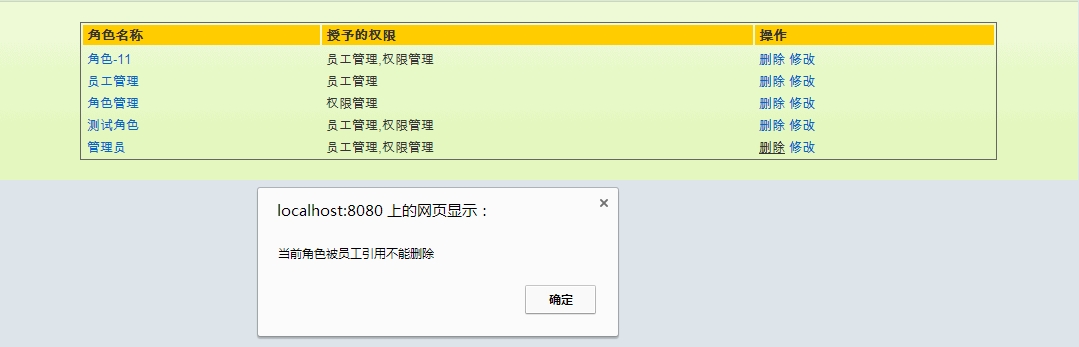 角色名称 授予的权限 操作
角色-11 员工管理,权限管理 删除 修改
员工管理 员工管理 删除 修改
角色管理 权限管理 删除 修改
测试角色 员工管理,权限管理 删除 修改
管理员 员工管理,权限管理 删除 修改
localhost:8080 上的网页显示：
当前角色被员工引用不能删除
确定